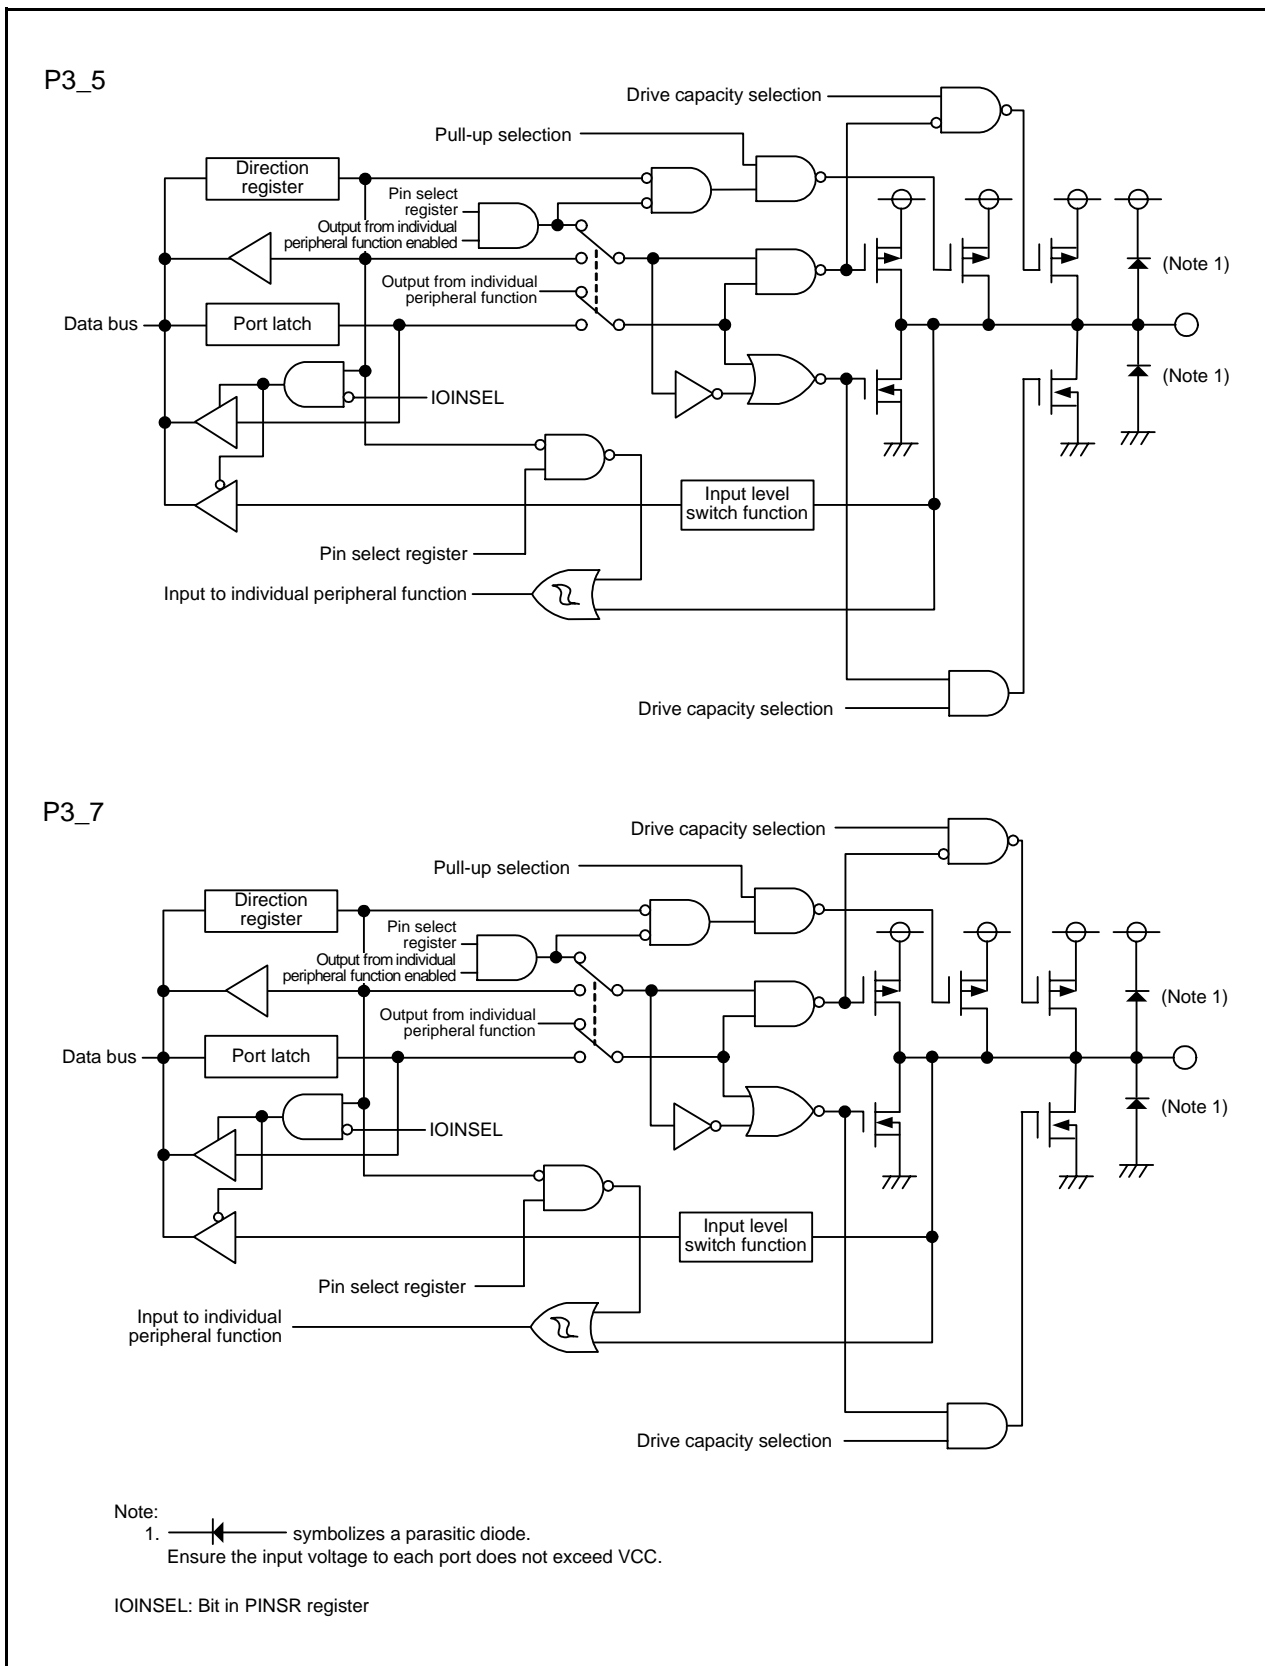 P3_5
Drive capacity selection
Pull-up selection
Direction
register
Pin select
register
Output from individual
peripheral function enabled
(Note 1)
Output from individual
peripheral function
Data bus
Port latch
(Note 1)
IOINSEL
Input level
switch function
Pin select register
Input to individual peripheral function
Drive capacity selection
P3_7
Drive capacity selection
Pull-up selection
Direction
register
Pin select
register
Output from individual
peripheral function enabled
(Note 1)
Output from individual
peripheral function
Data bus
Port latch
(Note 1)
IOINSEL
Input level
switch function
Pin select register
Input to individual
peripheral function
Drive capacity selection
Note:
1. symbolizes a parasitic diode.
Ensure the input voltage to each port does not exceed VCC.
IOINSEL: Bit in PINSR register